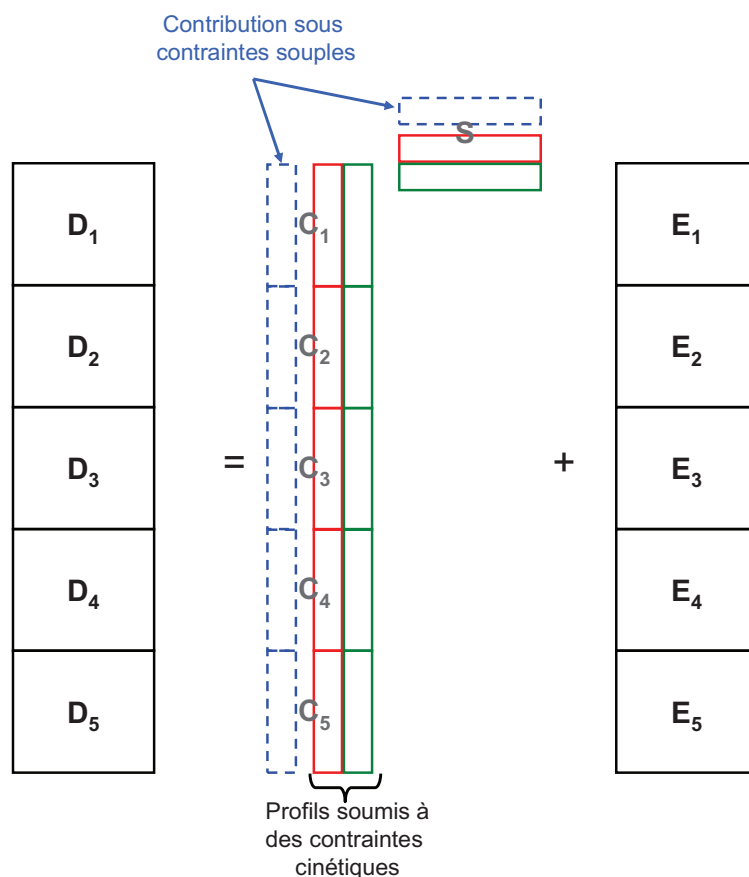 Contribution sous
contraintes souples
S
D1 C1 E1
D2 C2 E2
D3 = C3 + E3
D4 C4 E4
D5 C5 E5
Profils soumis à
des contraintes
cinétiques